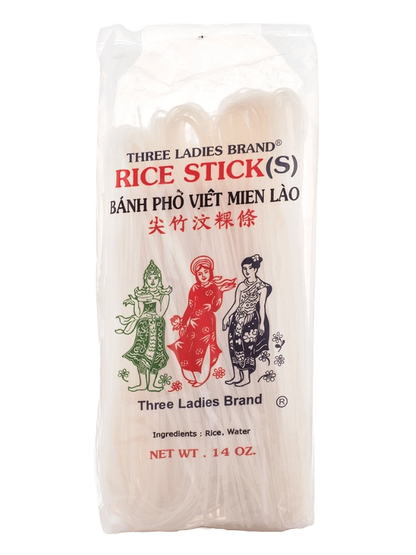 THREE LADIES BRAND®
RICE STICK(S)
BÁNH PHỞ VIỆT MIEN LÀO
尖竹汶粿條
Three Ladies Brand ®
Ingredients : Rice, Water
NET WT . 14 OZ.